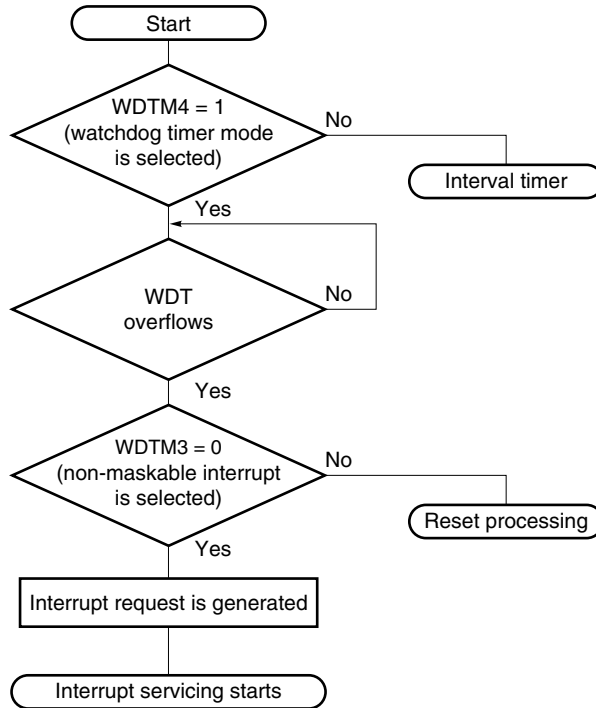 Start
WDTM4 = 1
(watchdog timer mode
is selected)
No
Interval timer
Yes
WDT
overflows
No
Yes
WDTM3 = 0
(non-maskable interrupt
is selected)
No
Reset processing
Yes
Interrupt request is generated
Interrupt servicing starts